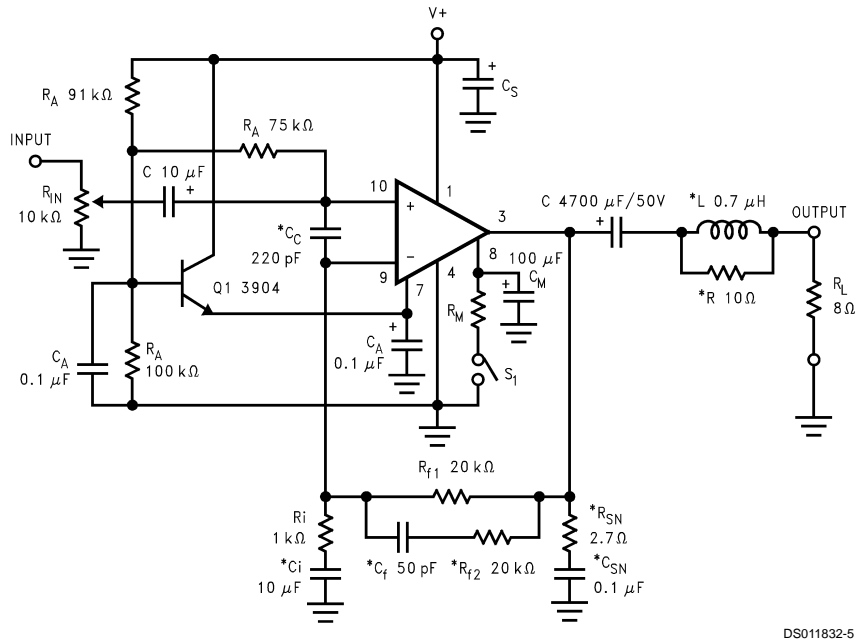 V+
+
C_S
R_A 91 kΩ
R_A 75 kΩ
INPUT
C 10 μF
+
R_IN
10 kΩ
10
+
1
*C_C
220 pF
−
9
3
C 4700 μF/50V
+
*L 0.7 μH
OUTPUT
8
100 μF
C_M
+
4
7
*R 10Ω
R_L
8Ω
Q1 3904
R_M
+
C_A
0.1 μF
R_A
100 kΩ
C_A
0.1 μF
S_1
R_f1 20 kΩ
Ri
1 kΩ
*R_SN
2.7Ω
*Ci
10 μF
*C_f 50 pF
*R_f2 20 kΩ
*C_SN
0.1 μF
DS011832-5